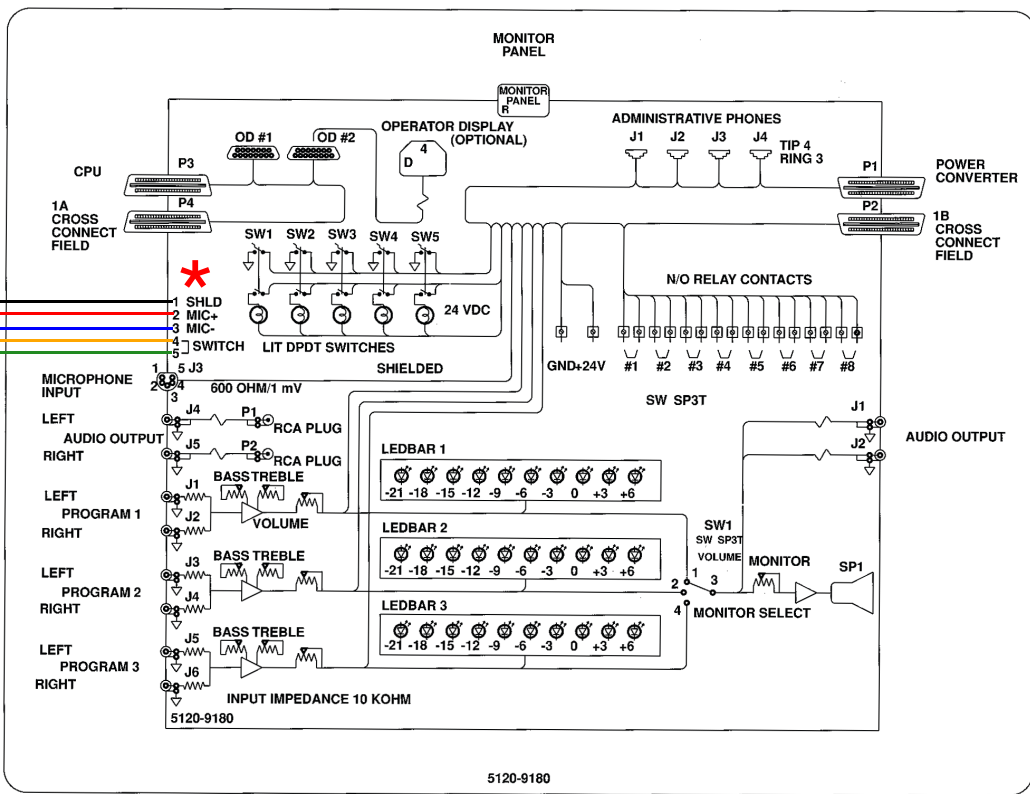 MONITOR
PANEL
MONITOR
PANEL
R
ADMINISTRATIVE PHONES
J1 J2 J3 J4
TIP 4
RING 3
OPERATOR DISPLAY
(OPTIONAL)
4
D
OD #1 OD #2
CPU
P3
P4
1A
CROSS
CONNECT
FIELD
P1
POWER
CONVERTER
P2
1B
CROSS
CONNECT
FIELD
SW1 SW2 SW3 SW4 SW5
24 VDC
LIT DPDT SWITCHES
*
1 SHLD
2 MIC+
3 MIC-
4
5
SWITCH
N/O RELAY CONTACTS
GND +24V #1 #2 #3 #4 #5 #6 #7 #8
SW SP3T
SHIELDED
1 5 J3
2 4
3
MICROPHONE
INPUT
600 OHM/1 mV
LEFT J4 P1 RCA PLUG
AUDIO OUTPUT
RIGHT J5 P2 RCA PLUG
J1
J2
AUDIO OUTPUT
LEDBAR 1
-21 -18 -15 -12 -9 -6 -3 0 +3 +6
BASS TREBLE
LEFT J1
PROGRAM 1
VOLUME
RIGHT J2
LEDBAR 2
-21 -18 -15 -12 -9 -6 -3 0 +3 +6
BASS TREBLE
LEFT J3
PROGRAM 2
RIGHT J4
SW1
SW SP3T
VOLUME
1
2 3
4
MONITOR SELECT
MONITOR
SP1
LEDBAR 3
-21 -18 -15 -12 -9 -6 -3 0 +3 +6
BASS TREBLE
LEFT J5
PROGRAM 3
RIGHT J6
INPUT IMPEDANCE 10 KOHM
5120-9180
5120-9180